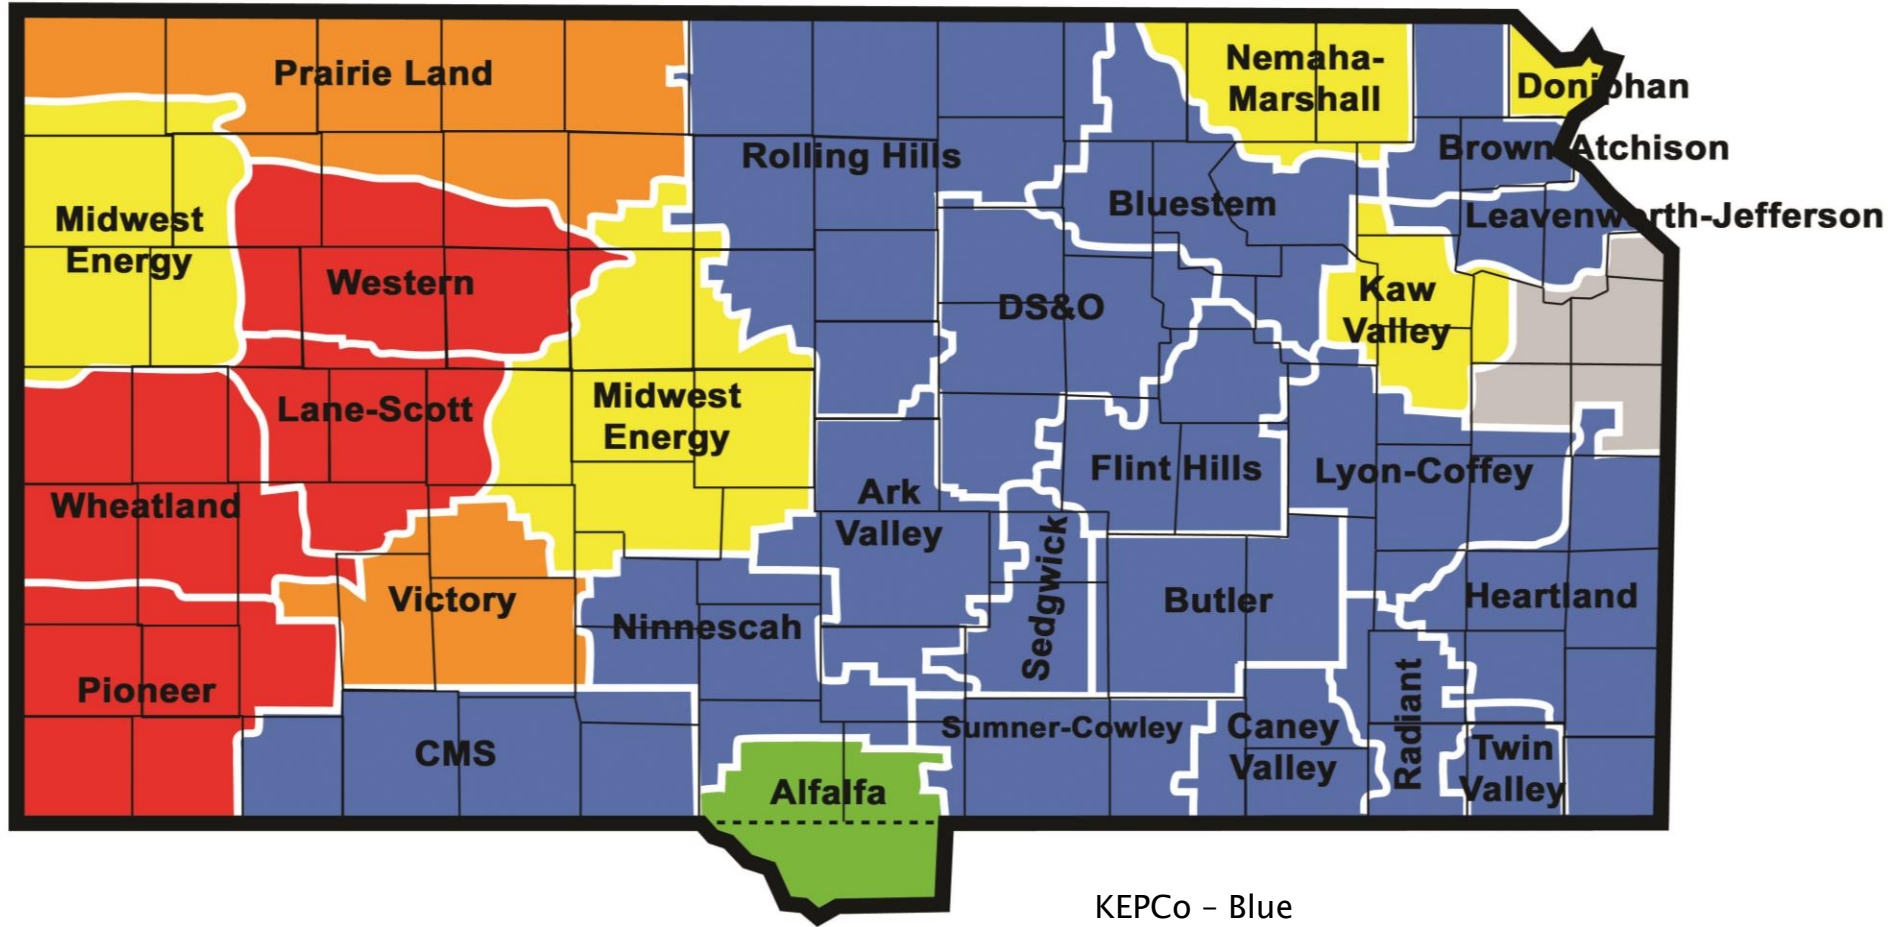 Prairie Land
Nemaha-
Marshall
Doniphan
Brown-Atchison
Rolling Hills
Midwest
Energy
Bluestem
Leavenworth-Jefferson
Western
DS&O
Kaw
Valley
Lane-Scott
Midwest
Energy
Flint Hills
Lyon-Coffey
Wheatland
Ark
Valley
Sedgwick
Victory
Ninnescah
Butler
Heartland
Pioneer
CMS
Sumner-Cowley
Caney
Valley
Radiant
Twin
Valley
Alfalfa
KEPCo – Blue